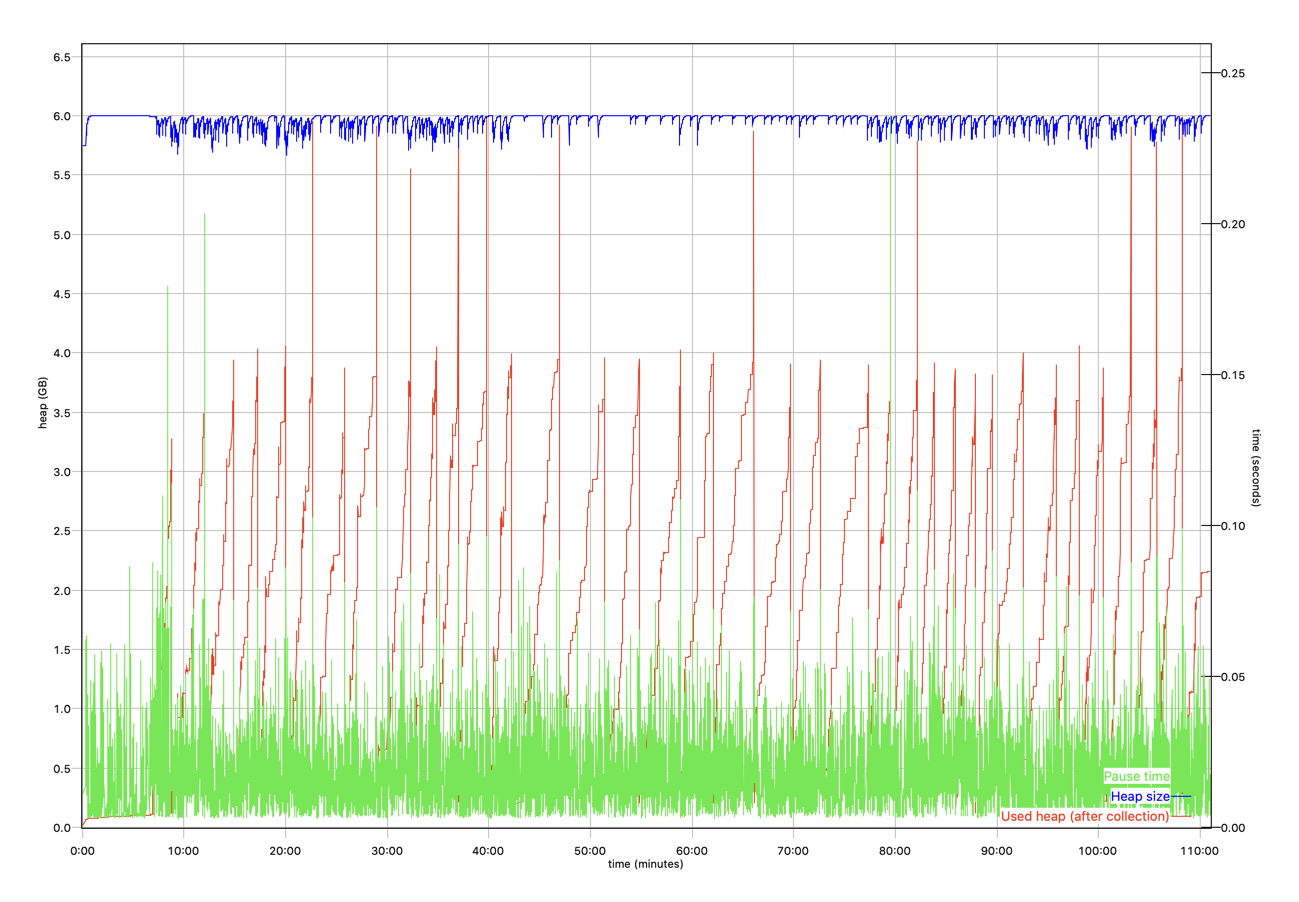 6.5
6.0
5.5
5.0
4.5
4.0
3.5
3.0
2.5
2.0
1.5
1.0
0.5
0.0
heap (GB)
0.25
0.20
0.15
0.10
0.05
0.00
time (seconds)
Pause time
Heap size
Used heap (after collection)
0:00 10:00 20:00 30:00 40:00 50:00 60:00 70:00 80:00 90:00 100:00 110:00
time (minutes)